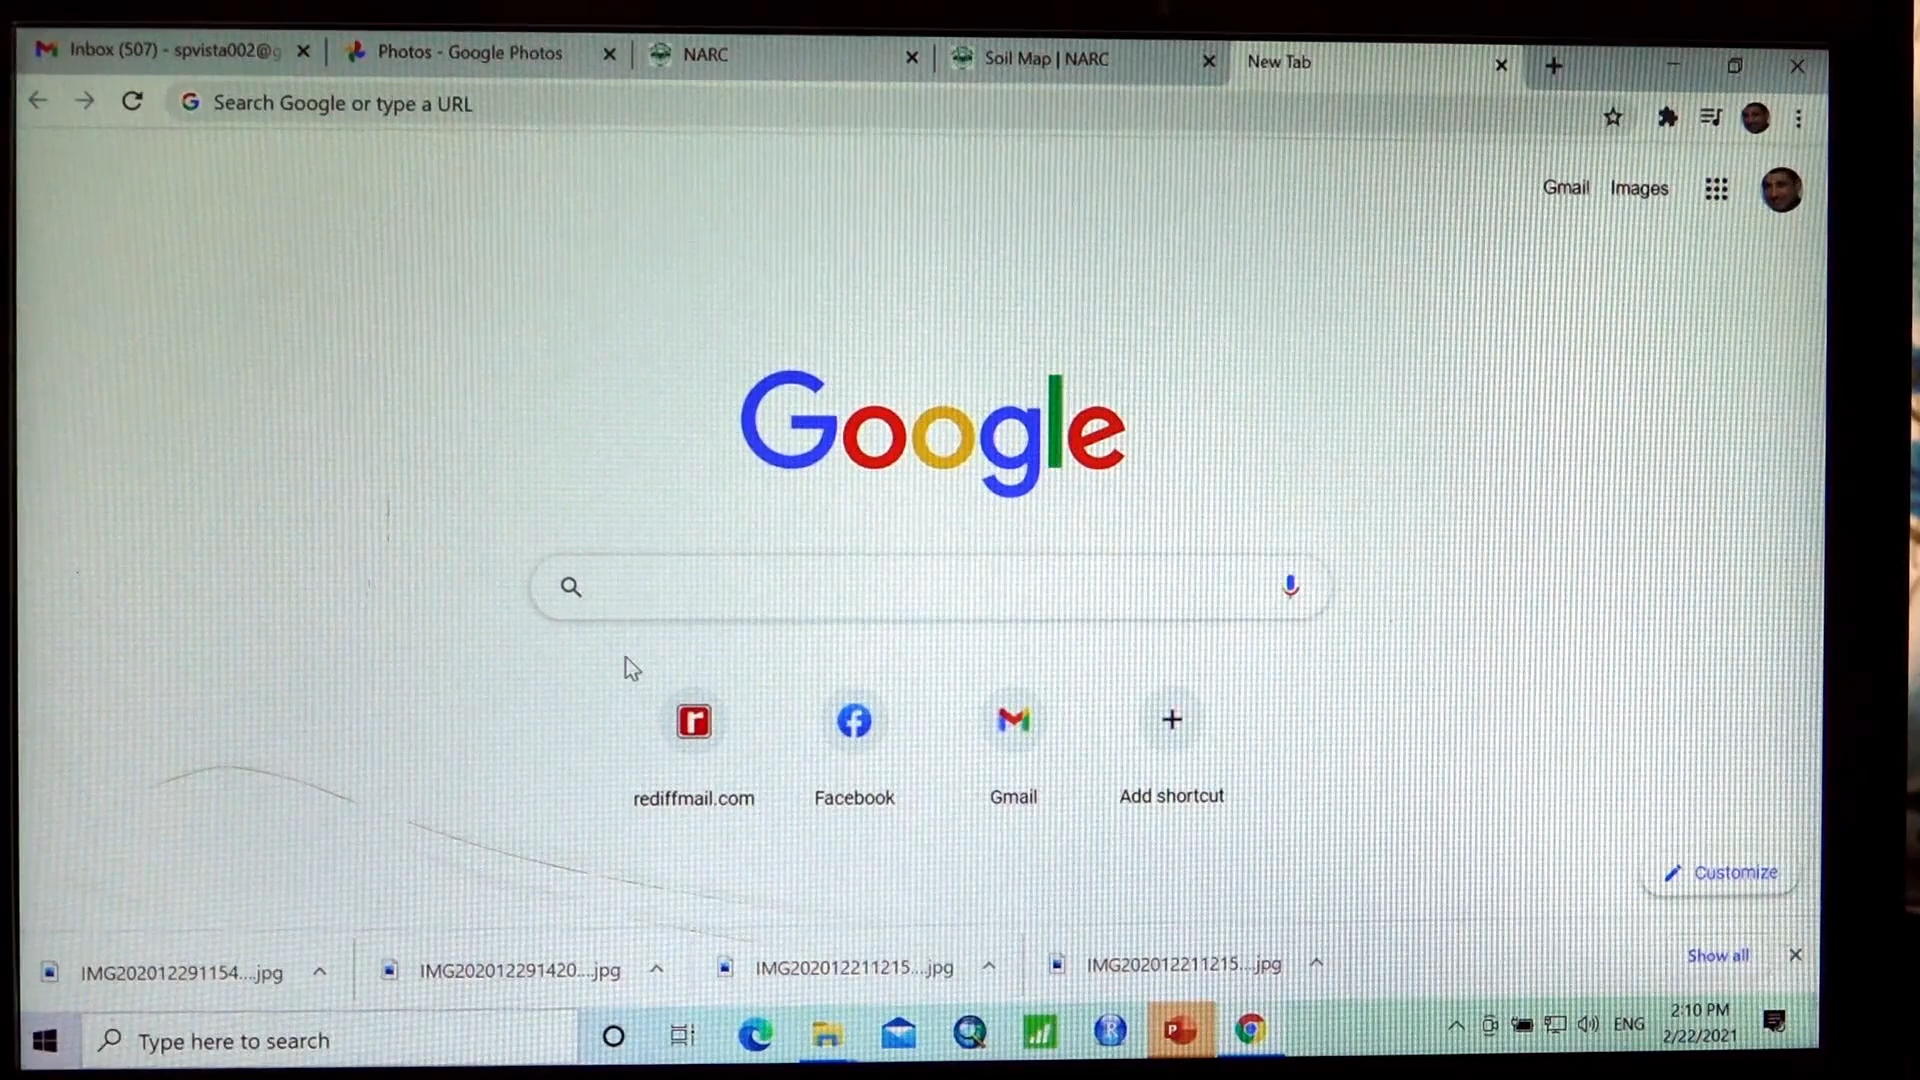 Inbox (507) - spvista002@g
Photos - Google Photos
NARC
Soil Map | NARC
New Tab
Search Google or type a URL
Gmail Images
Google
rediffmail.com
Facebook
Gmail
Add shortcut
Customize
IMG202012291154...jpg
IMG202012291420...jpg
IMG202012211215...jpg
IMG202012211215...jpg
Show all
Type here to search
ENG
2:10 PM
2/22/2021